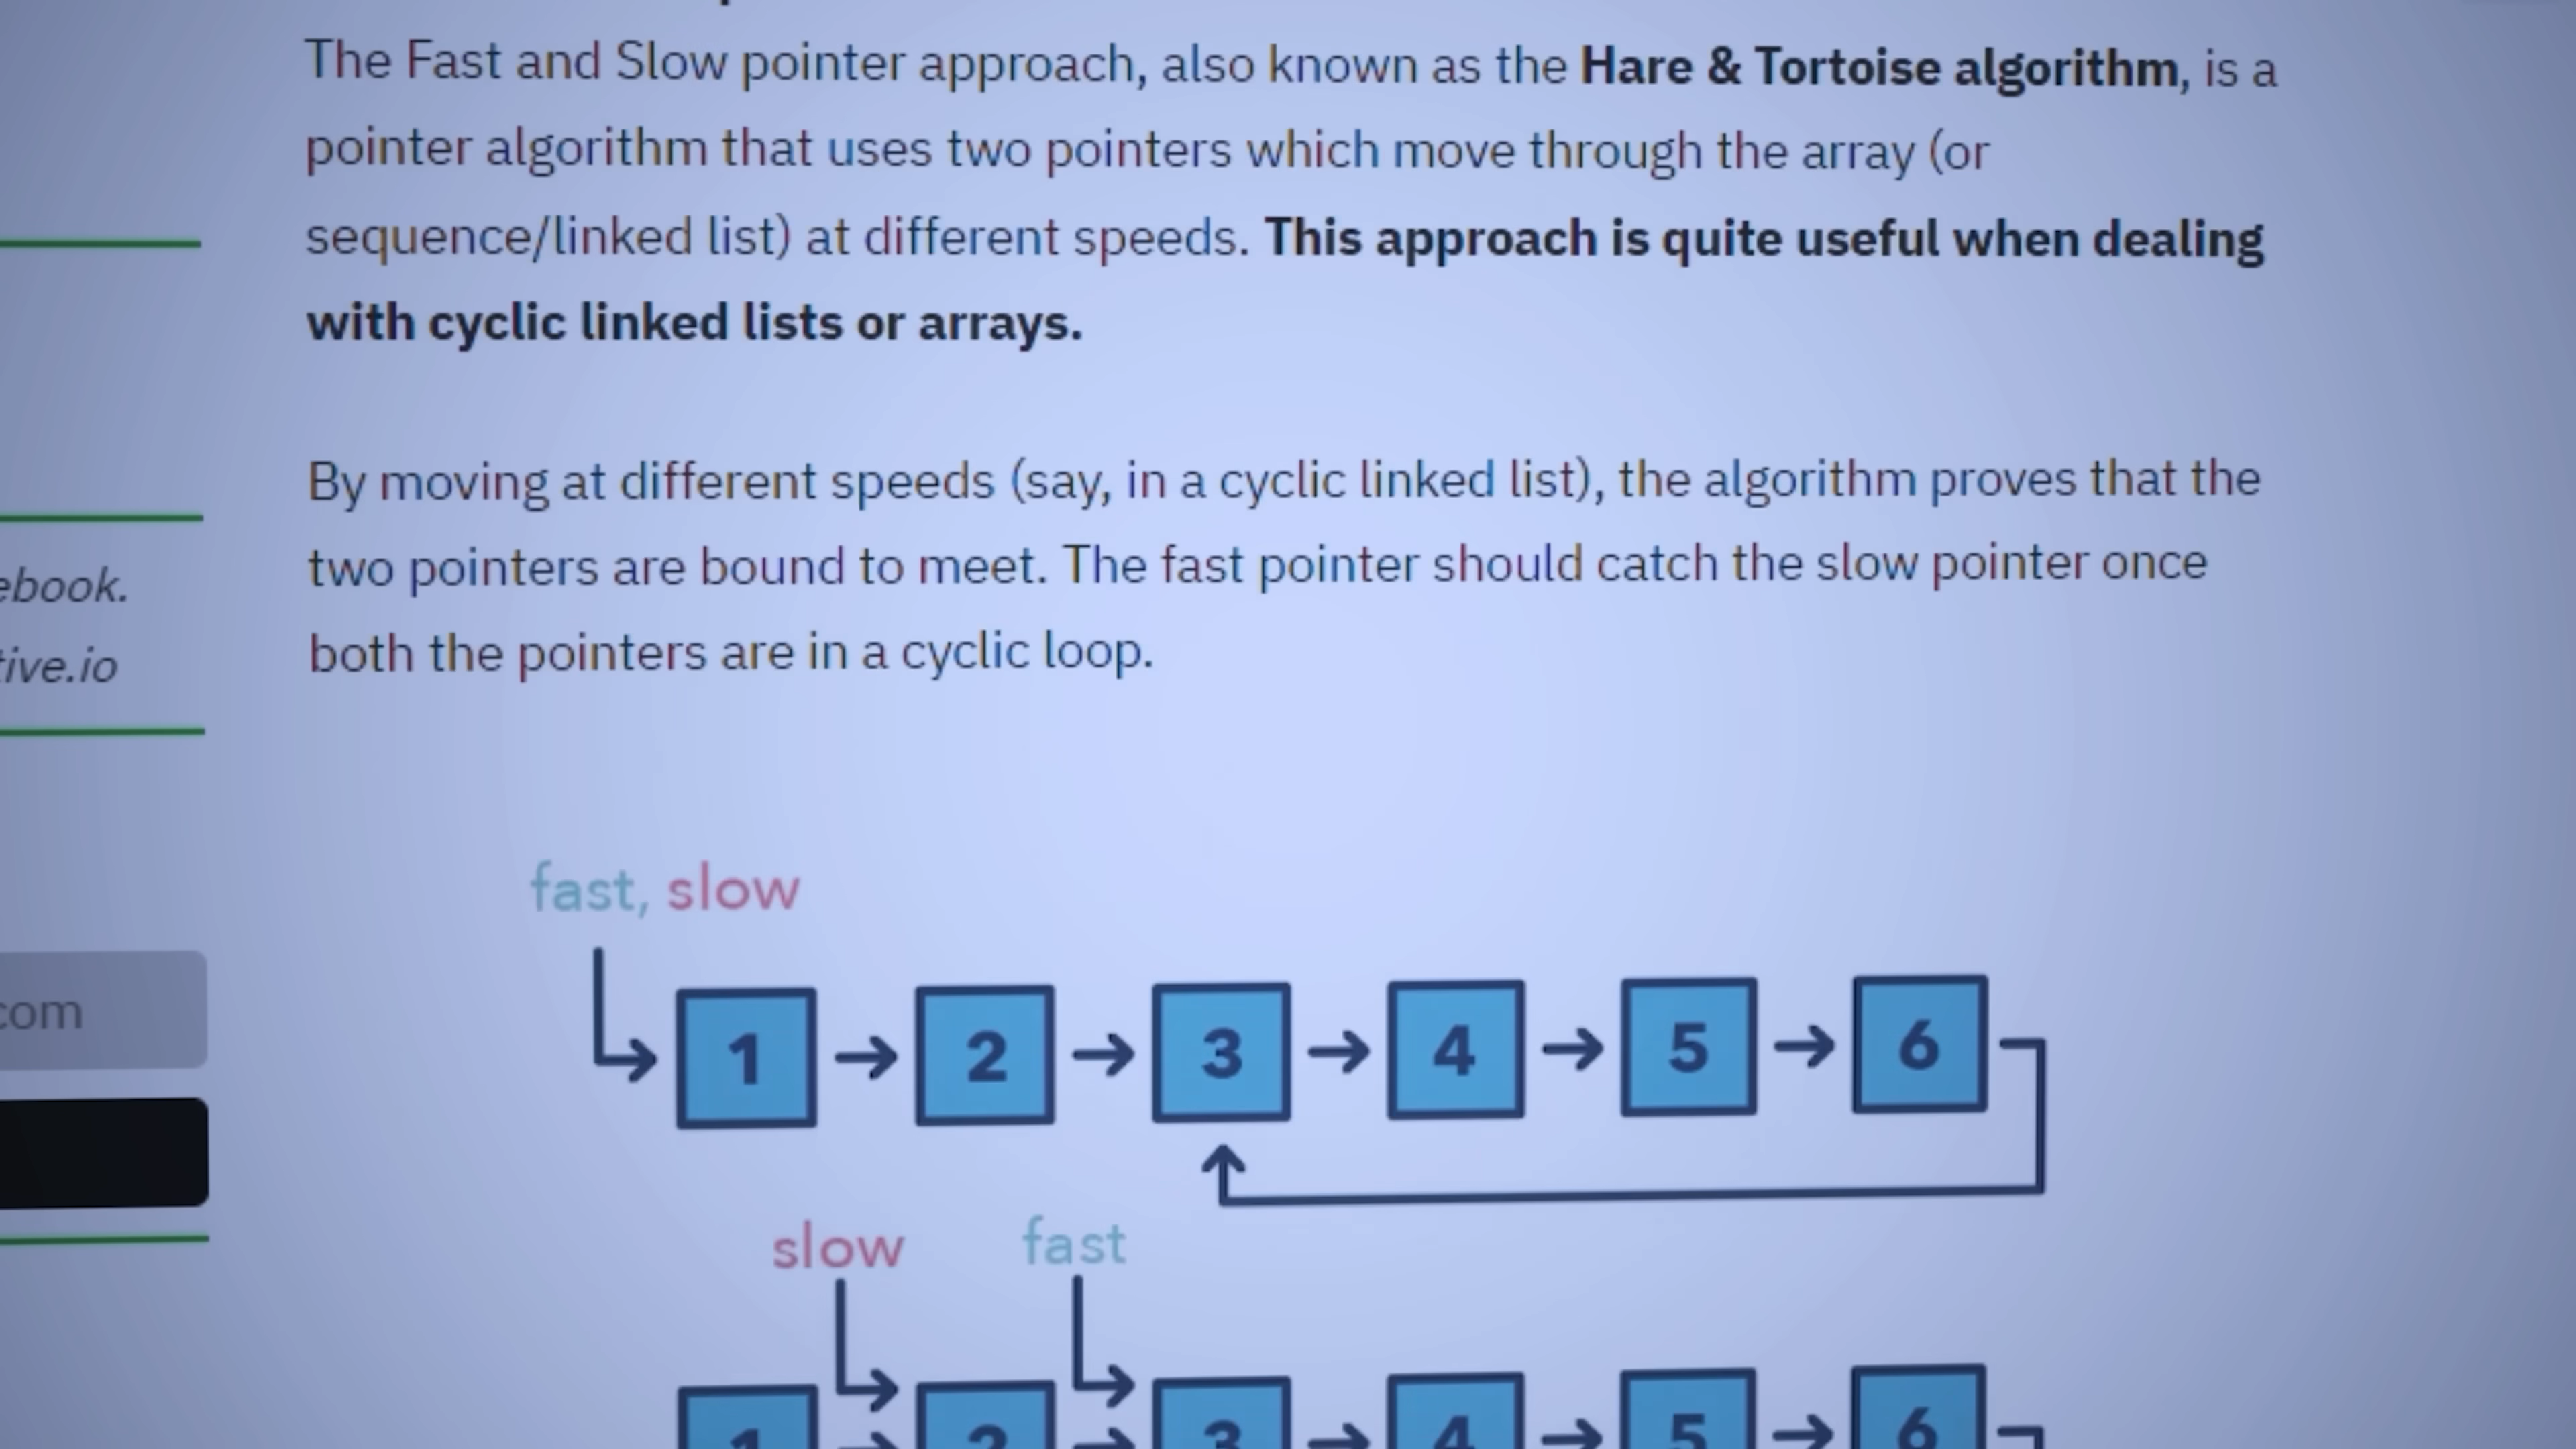 The Fast and Slow pointer approach, also known as the Hare & Tortoise algorithm, is a
pointer algorithm that uses two pointers which move through the array (or
sequence/linked list) at different speeds. This approach is quite useful when dealing
with cyclic linked lists or arrays.
By moving at different speeds (say, in a cyclic linked list), the algorithm proves that the
two pointers are bound to meet. The fast pointer should catch the slow pointer once
both the pointers are in a cyclic loop.
ebook.
tive.io
com
fast, slow
1 → 2 → 3 → 4 → 5 → 6
slow fast
1 → 2 → 3 → 4 → 5 → 6